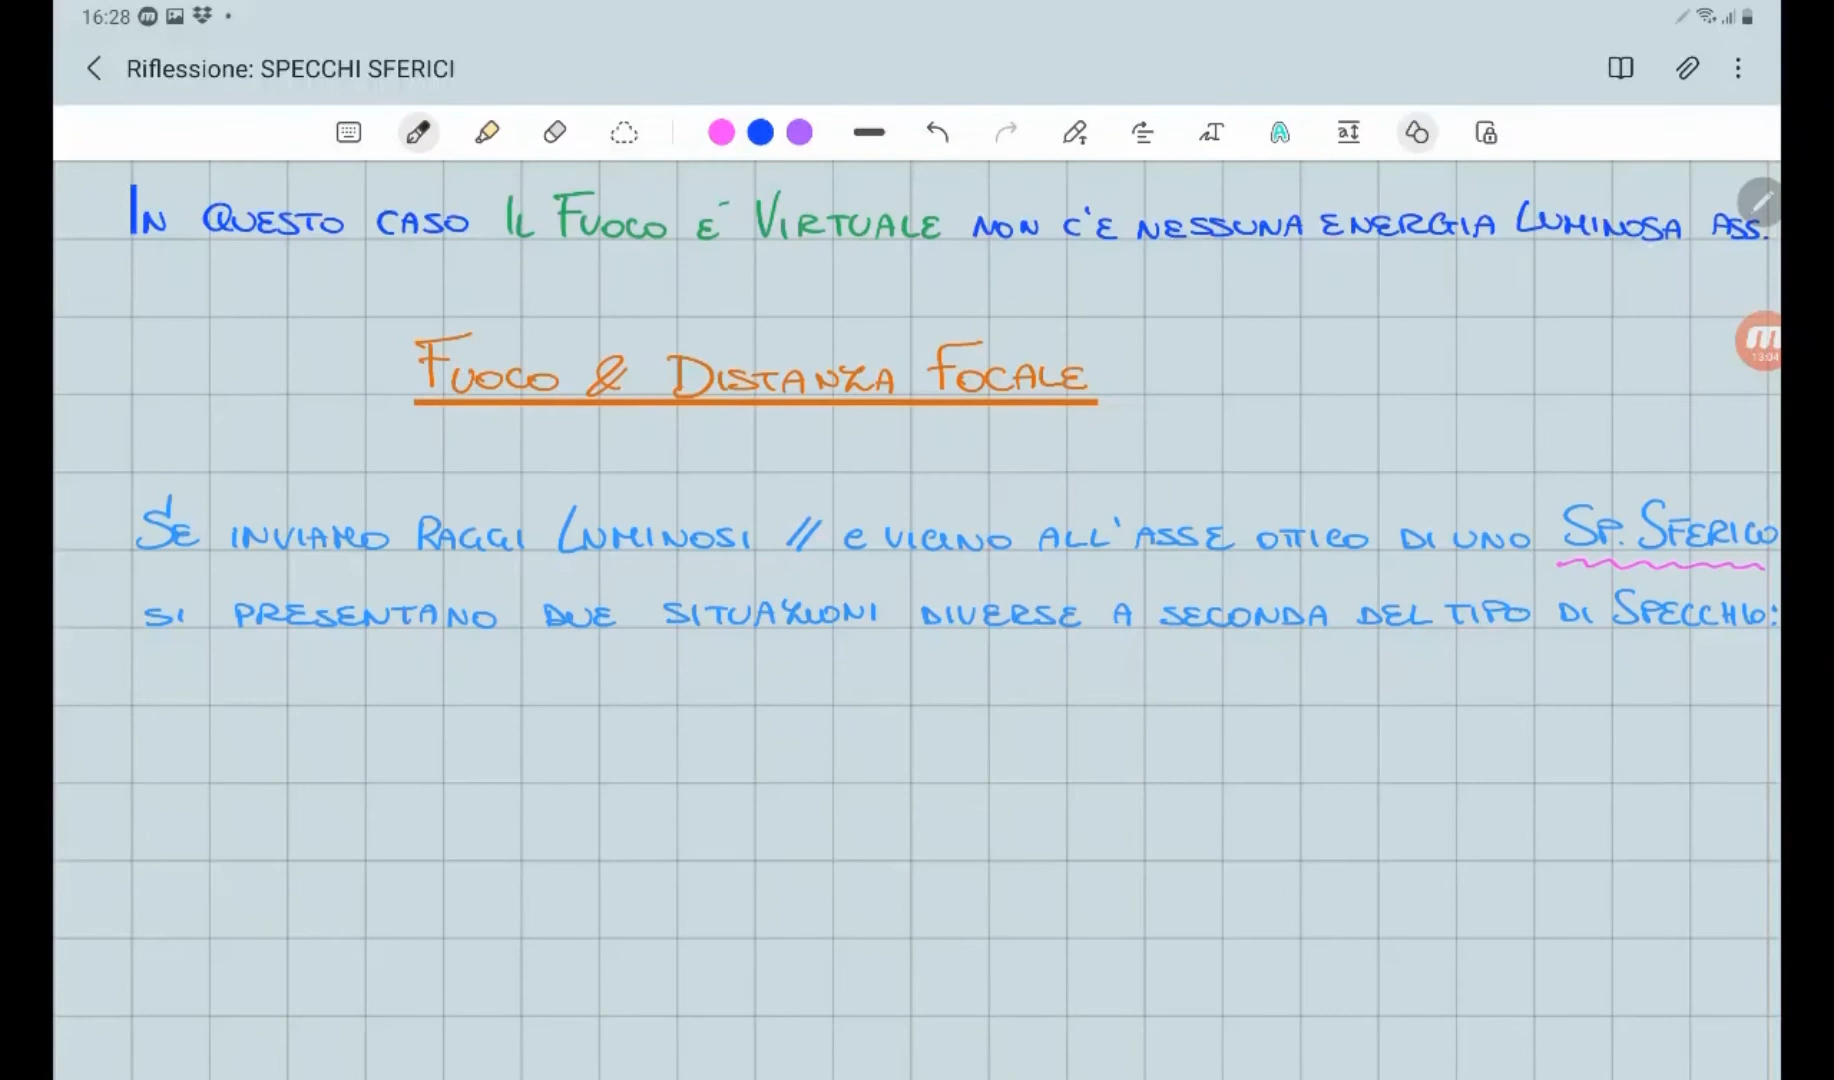 16:28
Riflessione: SPECCHI SFERICI
IN QUESTO CASO IL FUOCO E' VIRTUALE NON C'E NESSUNA ENERGIA LUMINOSA ASS.
13:04
FUOCO & DISTANZA FOCALE
SE INVIAMO RAGGI LUMINOSI // e VICINO ALL'ASSE OTTICO DI UNO SP. SFERICO
SI PRESENTANO DUE SITUAZIONI DIVERSE A SECONDA DEL TIPO DI SPECCHIO: